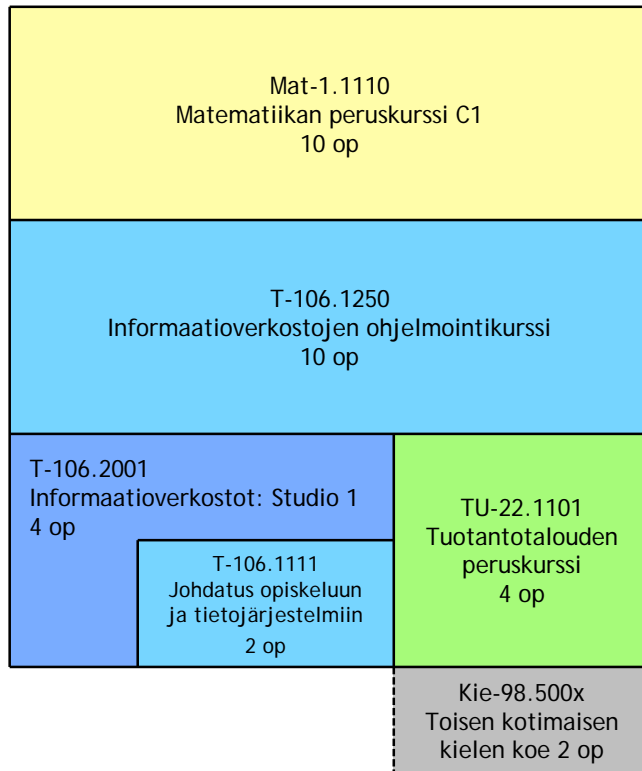 Mat-1.1110
Matematiikan peruskurssi C1
10 op
T-106.1250
Informaatioverkostojen ohjelmointikurssi
10 op
T-106.2001
Informaatioverkostot: Studio 1
4 op
T-106.1111
Johdatus opiskeluun
ja tietojärjestelmiin
2 op
TU-22.1101
Tuotantotalouden
peruskurssi
4 op
Kie-98.500x
Toisen kotimaisen
kielen koe 2 op